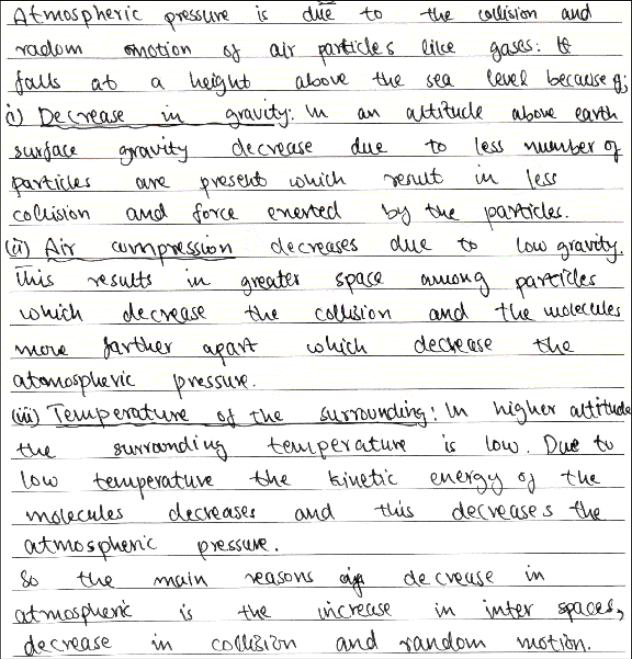 Atmospheric pressure is due to the collision and
radom motion of air particles like gases. It
falls at a height above the sea level because of;
i) Decrease in gravity: In an altitude above earth
surface gravity decrease due to less number of
particles are present which result in less
collision and force enerted by the particles.
(ii) Air compression decreases due to low gravity.
This results in greater space among particles
which decrease the collision and the molecules
move farther apart which decrease the
atomospheric pressure.
(iii) Temperature of the surrounding: In higher altitude
the surrounding temperature is low. Due to
low temperature the kinetic energy of the
molecules decreases and this decreases the
atmospheric pressure.
So the main reasons of decrease in
atmospheric is the increase in inter spaces,
decrease in collision and random motion.